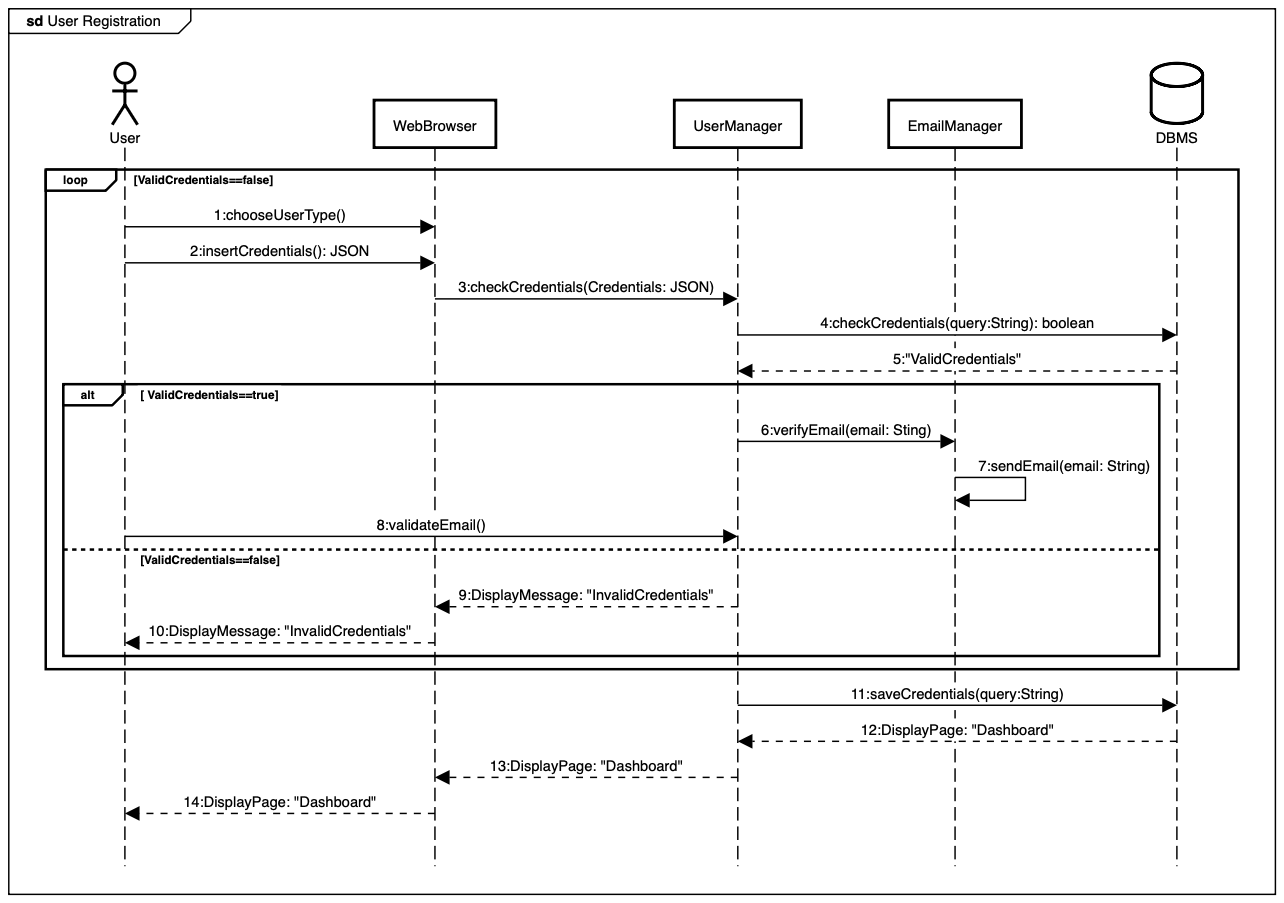 sd User Registration
User
WebBrowser
UserManager
EmailManager
DBMS
loop
[ValidCredentials==false]
1:chooseUserType()
2:insertCredentials(): JSON
3:checkCredentials(Credentials: JSON)
4:checkCredentials(query:String): boolean
5:"ValidCredentials"
alt
[ ValidCredentials==true]
6:verifyEmail(email: Sting)
7:sendEmail(email: String)
8:validateEmail()
[ValidCredentials==false]
9:DisplayMessage: "InvalidCredentials"
10:DisplayMessage: "InvalidCredentials"
11:saveCredentials(query:String)
12:DisplayPage: "Dashboard"
13:DisplayPage: "Dashboard"
14:DisplayPage: "Dashboard"